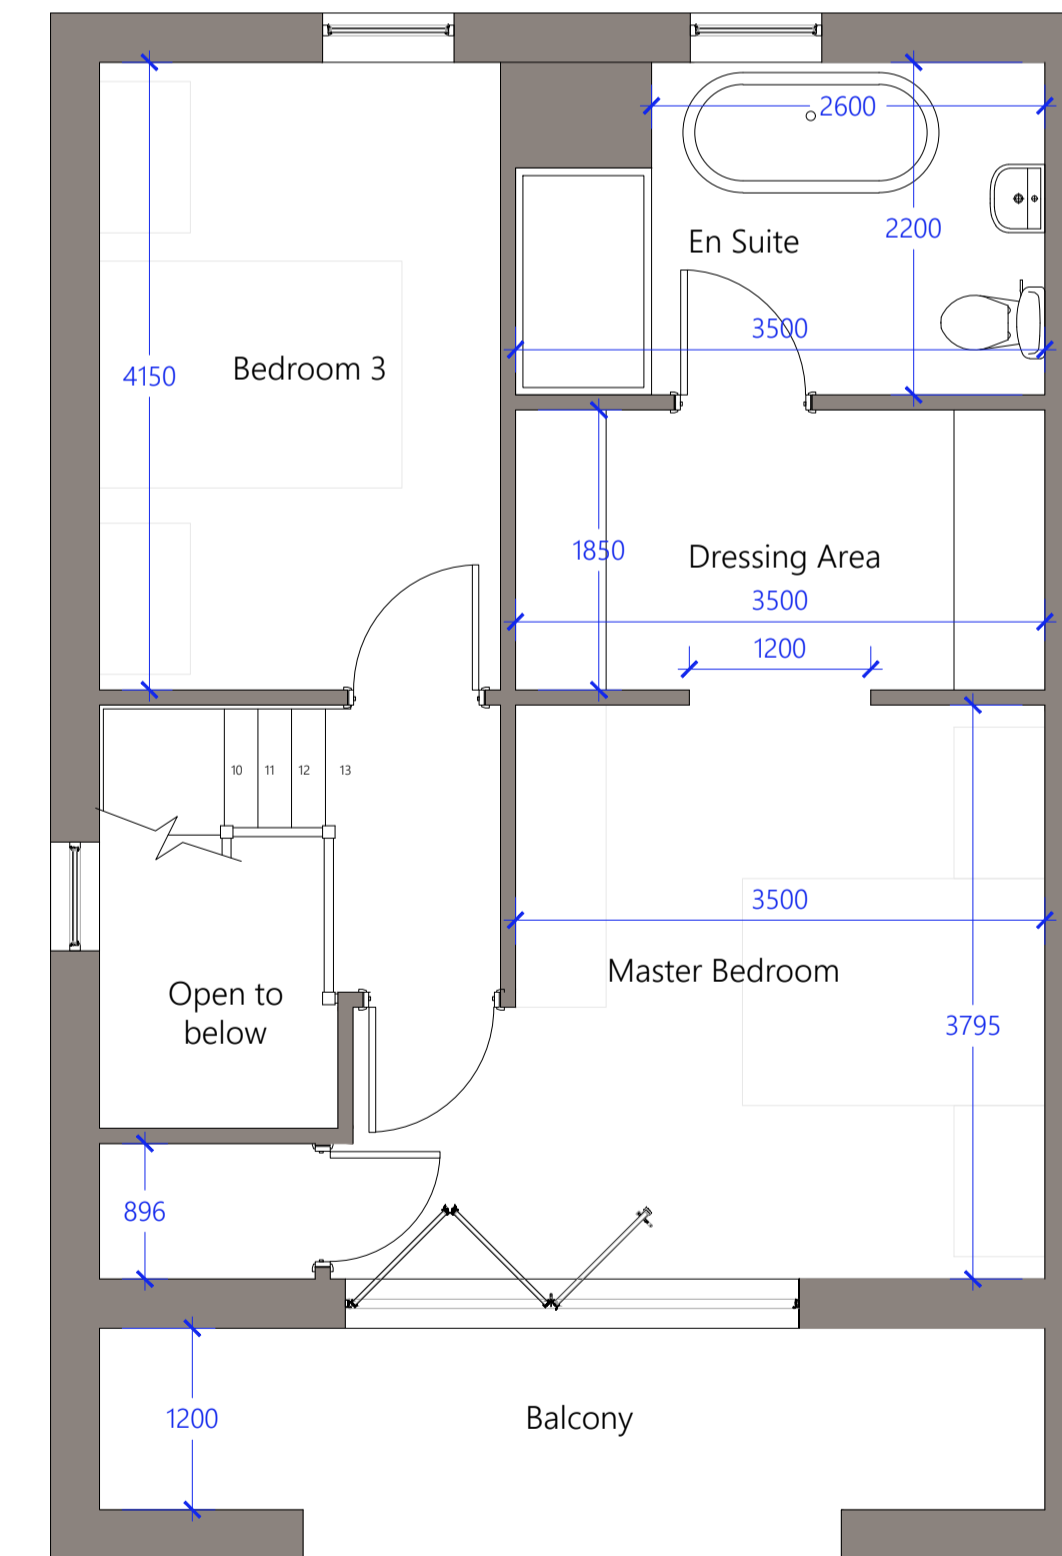 2600
2200
En Suite
3500
Bedroom 3
4150
1850
Dressing Area
3500
1200
10 11 12 13
3500
Master Bedroom
Open to
below
3795
896
1200
Balcony